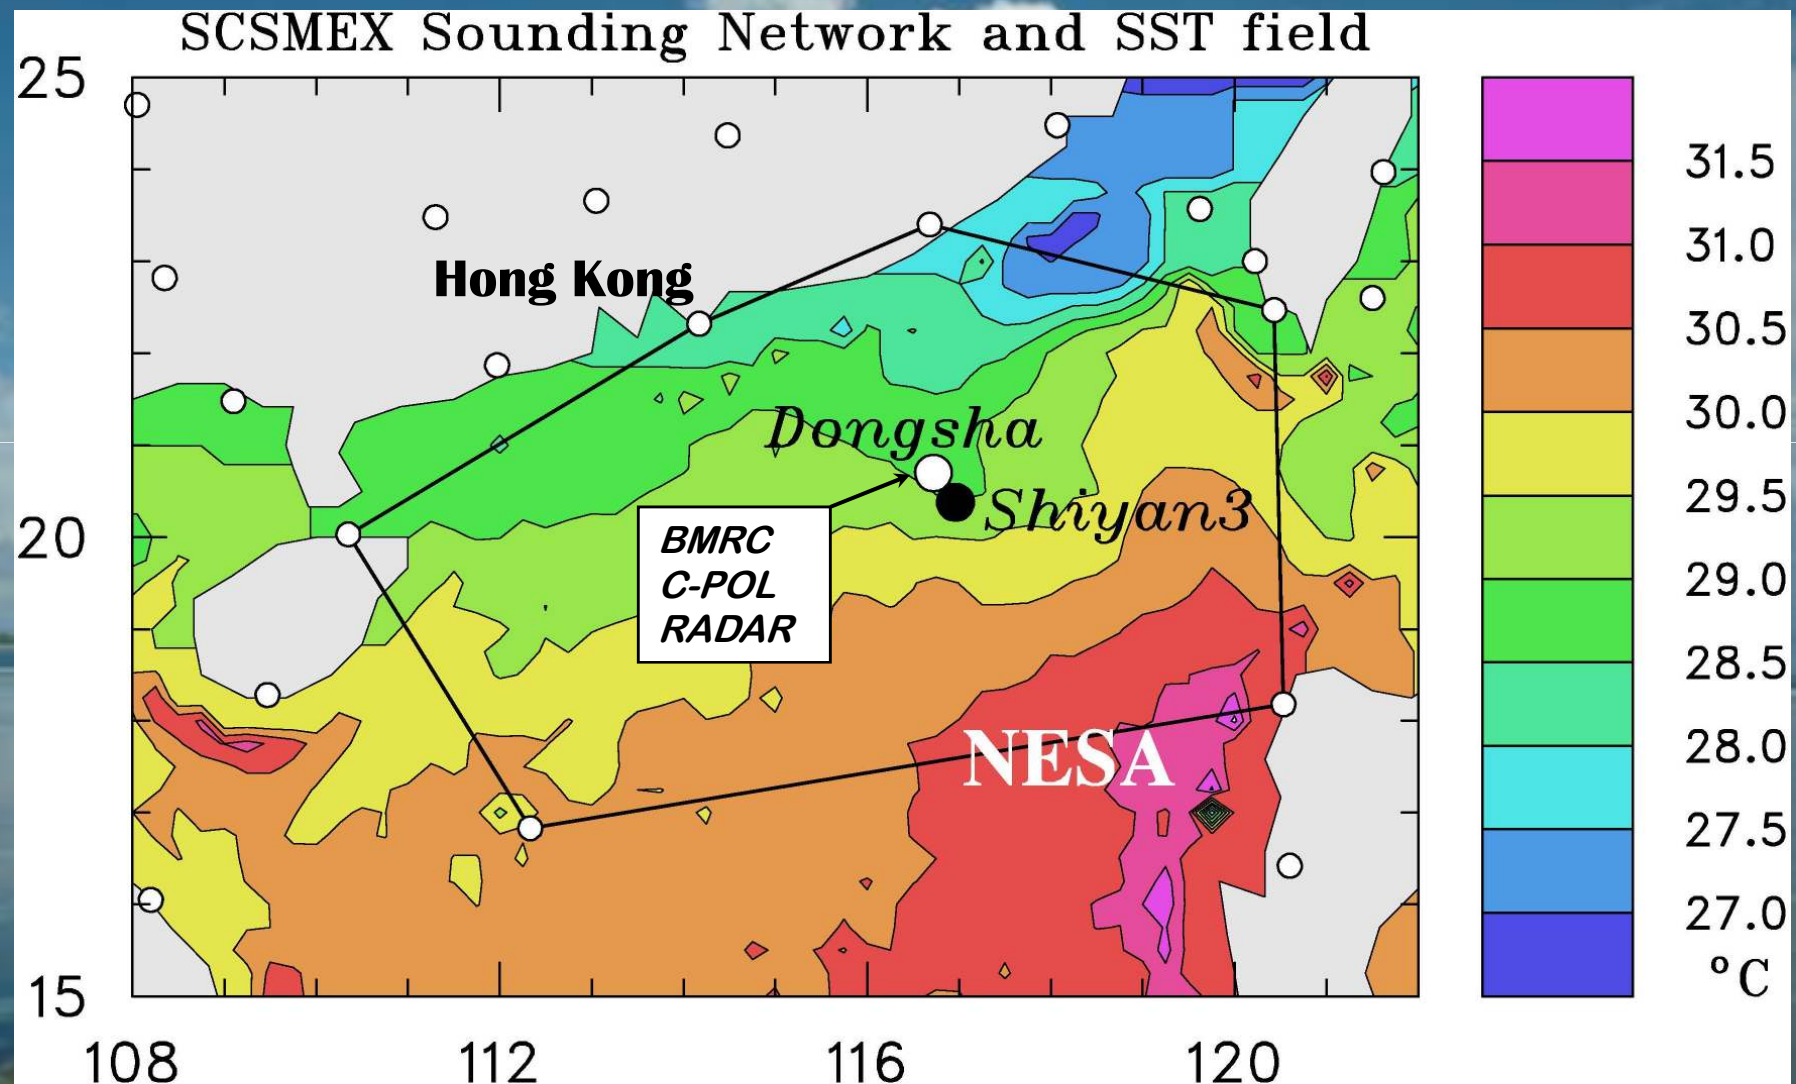 SCSMEX Sounding Network and SST field
25
20
15
108
112
116
120
Hong Kong
Dongsha
Shiyan3
BMRC
C-POL
RADAR
NESA
31.5
31.0
30.5
30.0
29.5
29.0
28.5
28.0
27.5
27.0
°C